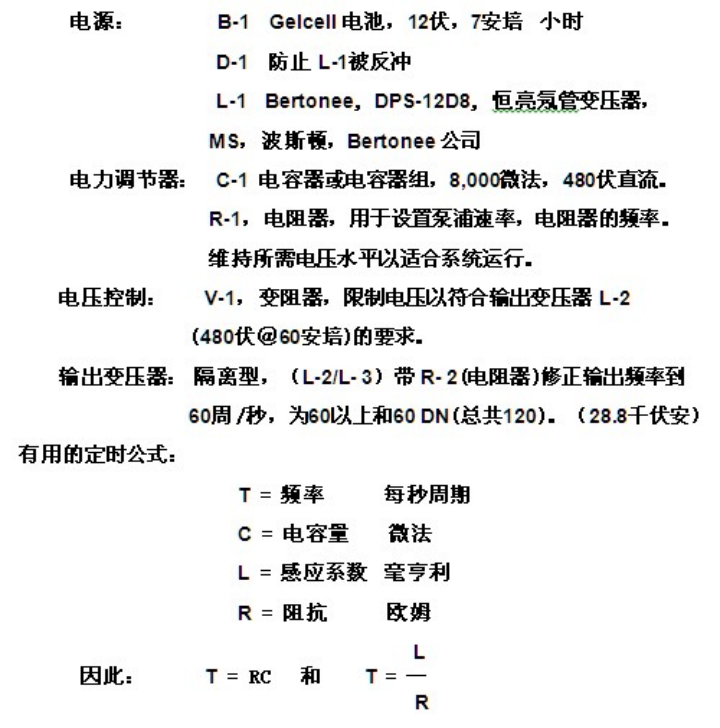 电源： B-1 Gelcell 电池，12伏，7安培 小时
D-1 防止 L-1被反冲
L-1 Bertonee, DPS-12D8, 恒亮氖管变压器，
MS，波斯顿，Bertonee 公司
电力调节器： C-1 电容器或电容器组，8,000微法，480伏直流。
R-1，电阻器，用于设置泵浦速率，电阻器的频率。
维持所需电压水平以适合系统运行。
电压控制： V-1，变阻器，限制电压以符合输出变压器 L-2
(480伏@60安培)的要求。
输出变压器： 隔离型，（L-2/L- 3）带 R- 2(电阻器)修正输出频率到
60周/秒，为60以上和60 DN(总共120)。（28.8千伏安）
有用的定时公式：
T = 频率 每秒周期
C = 电容量 微法
L = 感应系数 毫亨利
R = 阻抗 欧姆
因此： T = RC 和 T = L
—
R